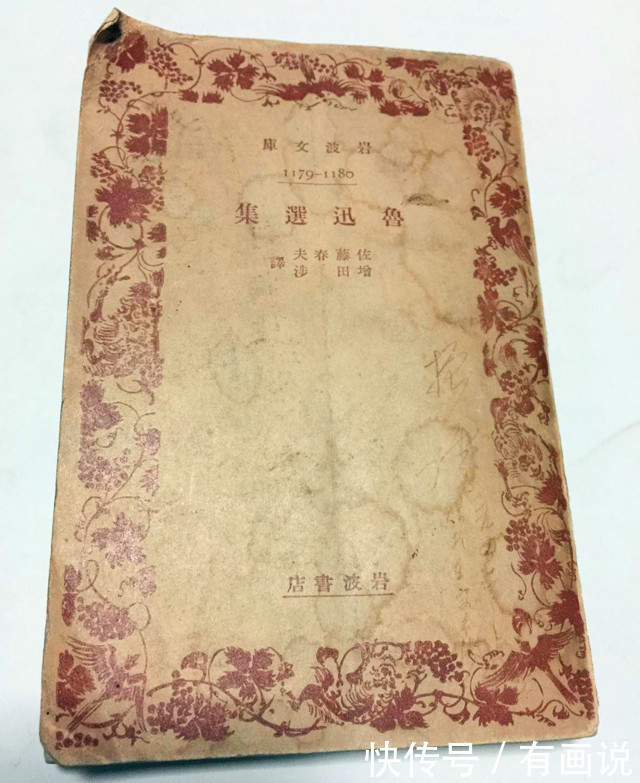 岩波文庫
1179-1180
魯迅選集
佐藤春夫
增田涉
譯
岩波書店
快传号 / 有画说